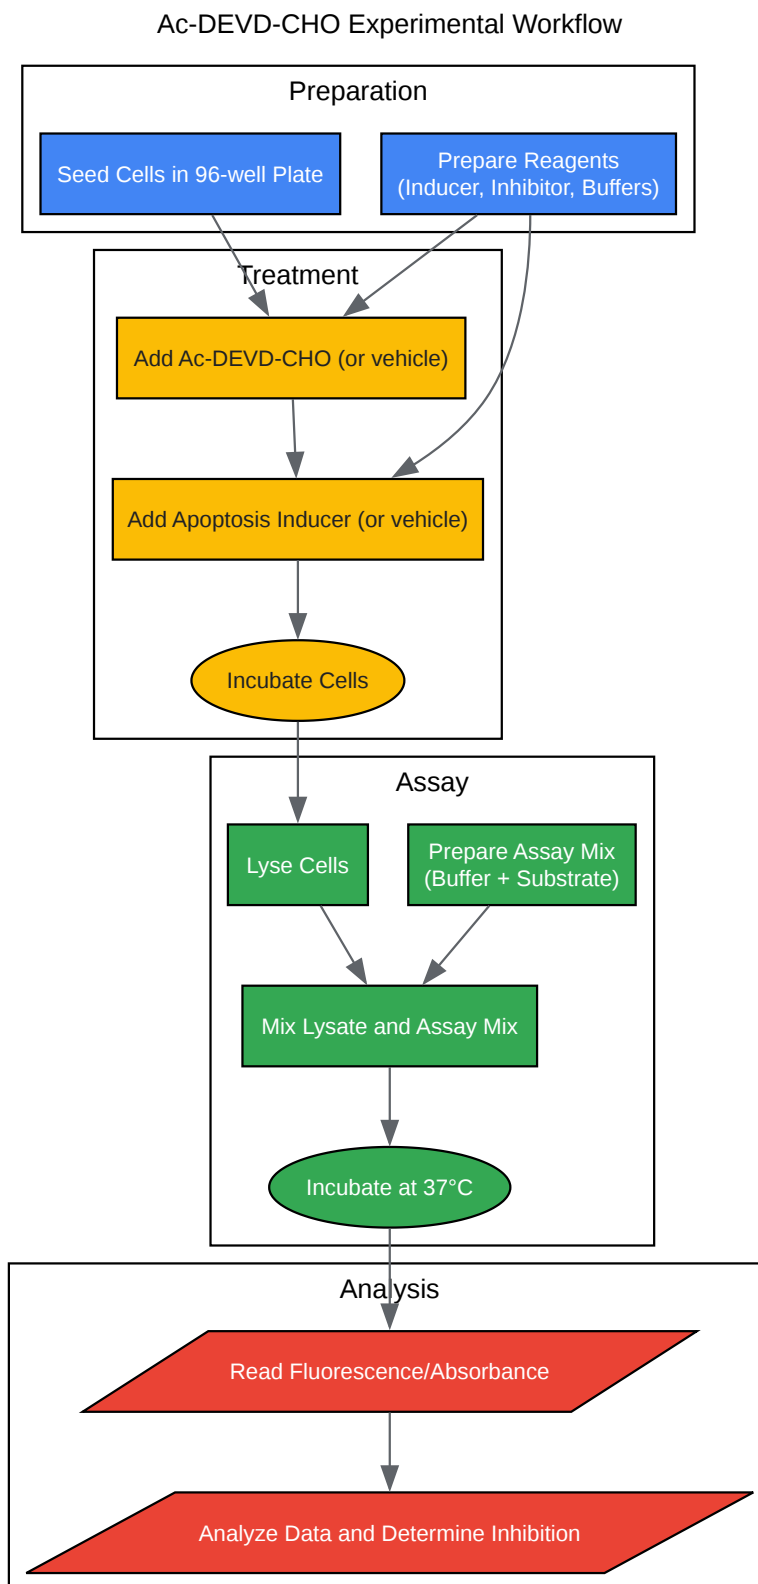 Ac-DEVD-CHO Experimental Workflow
Preparation
Seed Cells in 96-well Plate
Prepare Reagents
(Inducer, Inhibitor, Buffers)
Treatment
Add Ac-DEVD-CHO (or vehicle)
Add Apoptosis Inducer (or vehicle)
Incubate Cells
Assay
Lyse Cells
Prepare Assay Mix
(Buffer + Substrate)
Mix Lysate and Assay Mix
Incubate at 37°C
Analysis
Read Fluorescence/Absorbance
Analyze Data and Determine Inhibition